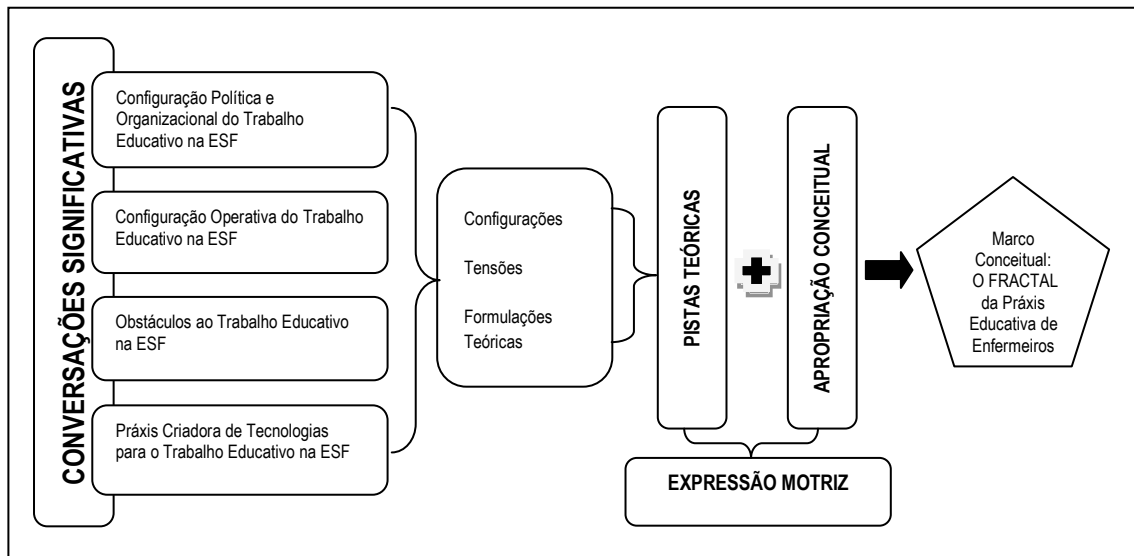 CONVERSAÇÕES SIGNIFICATIVAS
Configuração Política e
Organizacional do Trabalho
Educativo na ESF
Configuração Operativa do Trabalho
Educativo na ESF
Obstáculos ao Trabalho Educativo
na ESF
Práxis Criadora de Tecnologias
para o Trabalho Educativo na ESF
Configurações
Tensões
Formulações
Teóricas
PISTAS TEÓRICAS
APROPRIAÇÃO CONCEITUAL
EXPRESSÃO MOTRIZ
Marco
Conceitual:
O FRACTAL
da Práxis
Educativa de
Enfermeiros